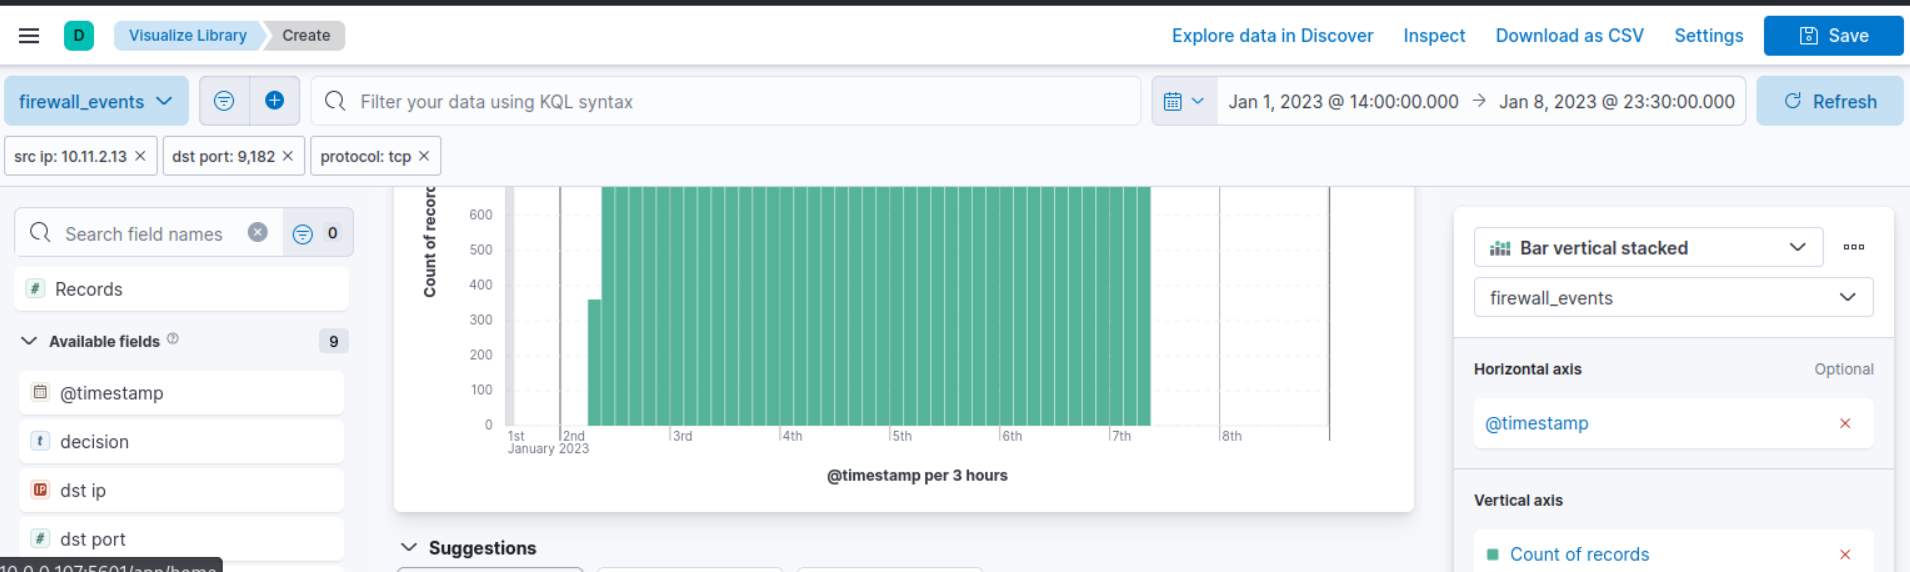 D Visualize Library Create Explore data in Discover Inspect Download as CSV Settings Save
firewall_events Filter your data using KQL syntax Jan 1, 2023 @ 14:00:00.000 → Jan 8, 2023 @ 23:30:00.000 Refresh
src ip: 10.11.2.13 × dst port: 9,182 × protocol: tcp ×
Search field names 0
Records
Available fields 9
@timestamp
decision
dst ip
dst port
10.0.0.107:5601/app/home
Count of recorc
600
500
400
300
200
100
0
1st 2nd 3rd 4th 5th 6th 7th 8th
January 2023
@timestamp per 3 hours
Suggestions
Bar vertical stacked
firewall_events
Horizontal axis Optional
@timestamp
Vertical axis
Count of records